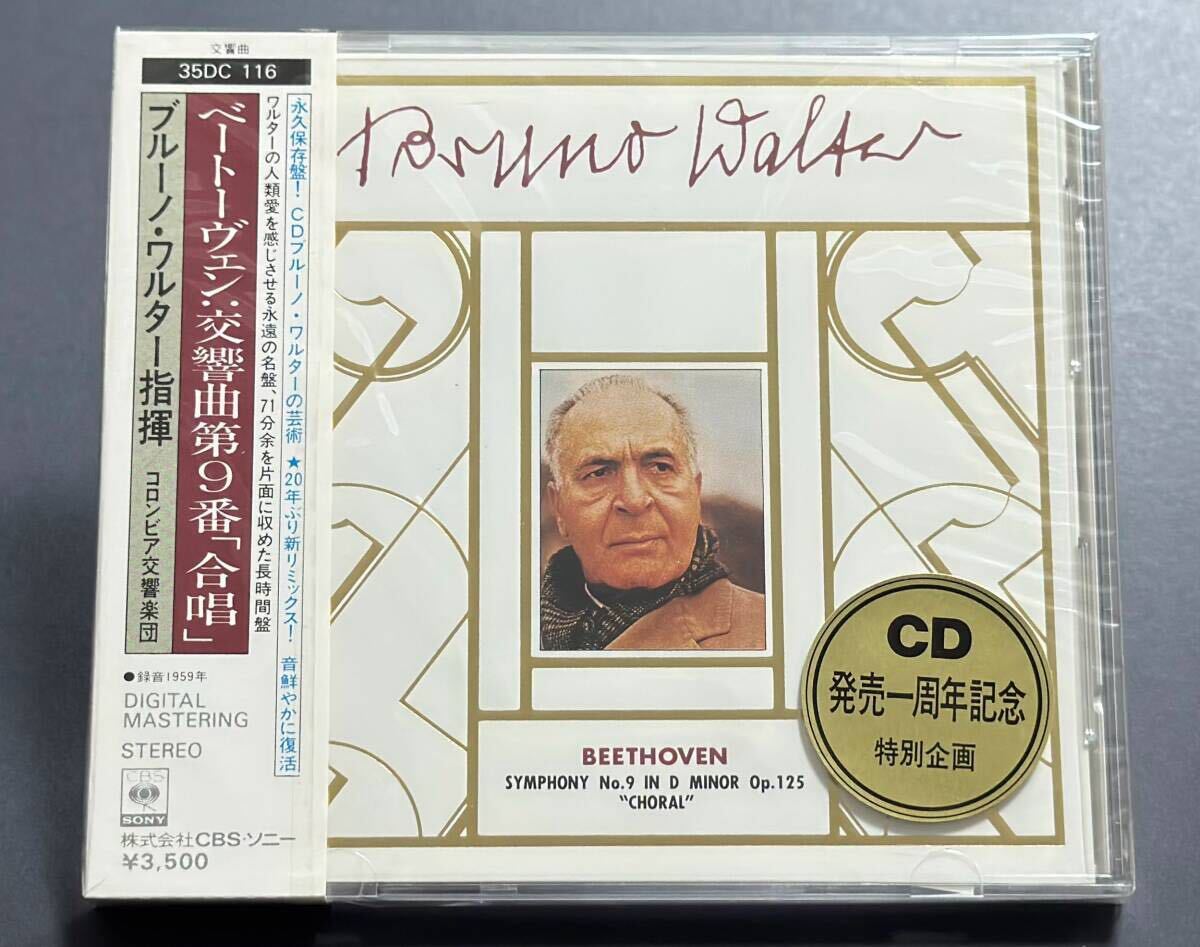 交響曲
35DC 116
永久保存盤! CDブルーノ・ワルターの芸術 ★20年ぶり新リミックス! 音鮮やかに復活
ワルターの人類愛を感じさせる永遠の名盤、71分余を片面に収めた長時間盤
ベートーヴェン:交響曲第9番「合唱」
ブルーノ・ワルター指揮 コロンビア交響楽団
●録音1959年
DIGITAL
MASTERING
STEREO
CBS
SONY
株式会社CBS・ソニー
¥3,500
Bruno Walter
BEETHOVEN
SYMPHONY No.9 IN D MINOR Op.125
"CHORAL"
CD
発売一周年記念
特別企画